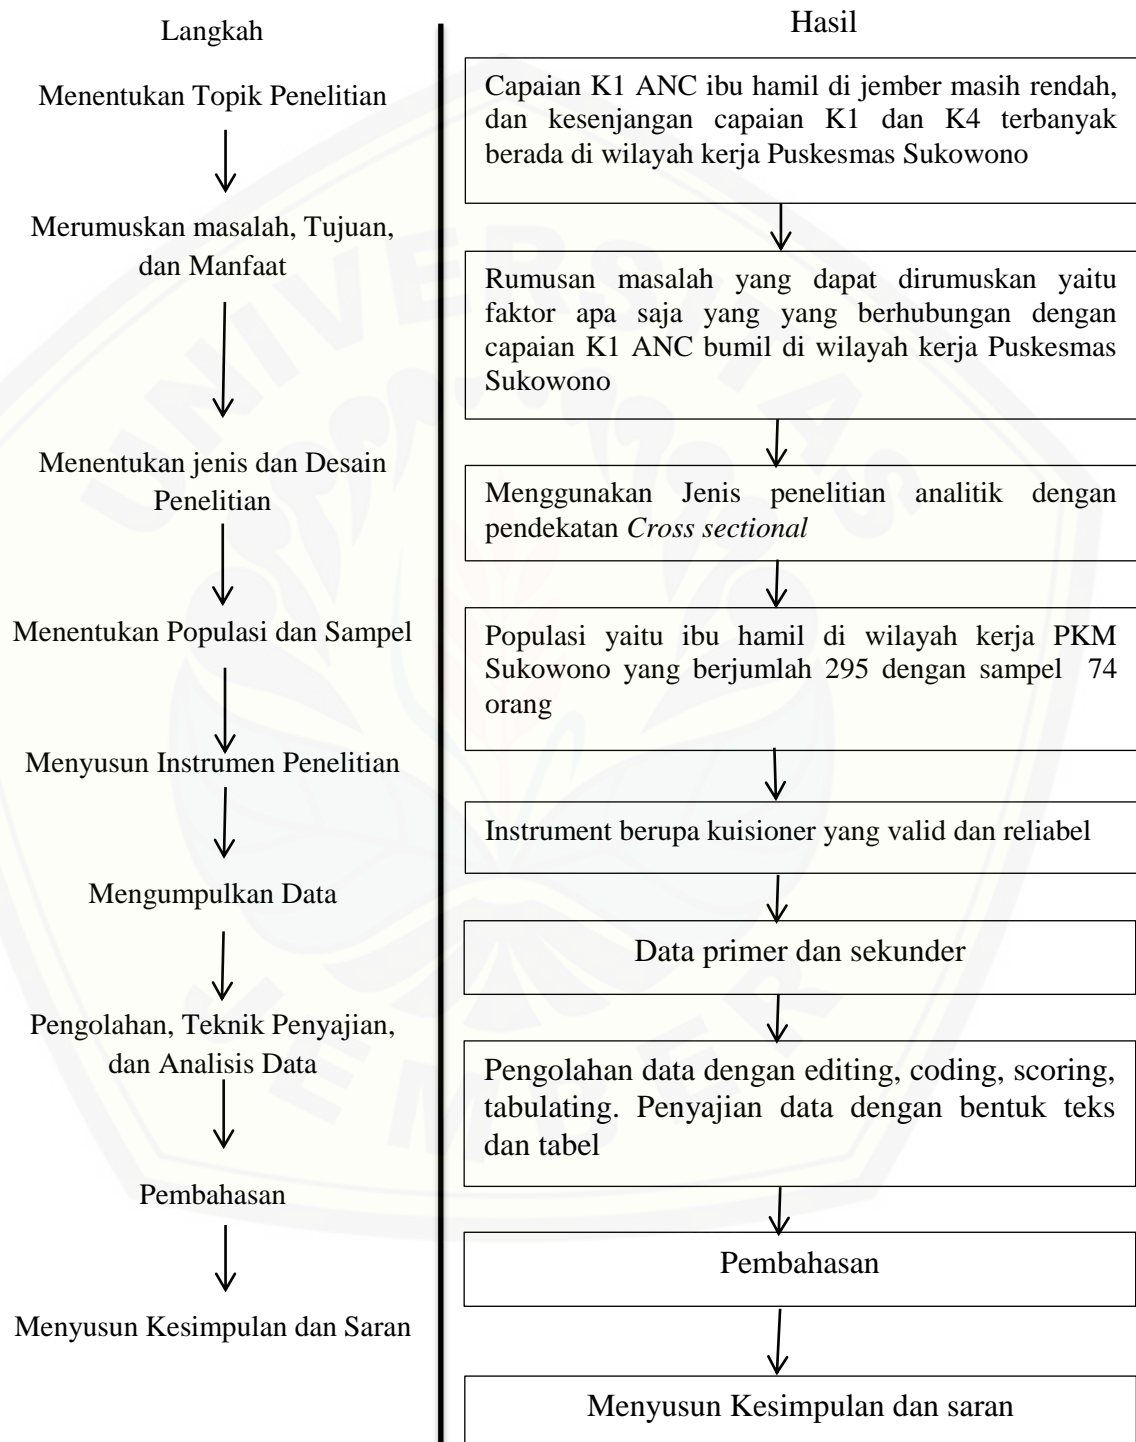 Langkah
Menentukan Topik Penelitian
Merumuskan masalah, Tujuan,
dan Manfaat
Menentukan jenis dan Desain
Penelitian
Menentukan Populasi dan Sampel
Menyusun Instrumen Penelitian
Mengumpulkan Data
Pengolahan, Teknik Penyajian,
dan Analisis Data
Pembahasan
Menyusun Kesimpulan dan Saran
Hasil
Capaian K1 ANC ibu hamil di jember masih rendah,
dan kesenjangan capaian K1 dan K4 terbanyak
berada di wilayah kerja Puskesmas Sukowono
Rumusan masalah yang dapat dirumuskan yaitu
faktor apa saja yang yang berhubungan dengan
capaian K1 ANC bumil di wilayah kerja Puskesmas
Sukowono
Menggunakan Jenis penelitian analitik dengan
pendekatan Cross sectional
Populasi yaitu ibu hamil di wilayah kerja PKM
Sukowono yang berjumlah 295 dengan sampel 74
orang
Instrument berupa kuisioner yang valid dan reliabel
Data primer dan sekunder
Pengolahan data dengan editing, coding, scoring,
tabulating. Penyajian data dengan bentuk teks
dan tabel
Pembahasan
Menyusun Kesimpulan dan saran
UNIVERSITAS
JEMBER